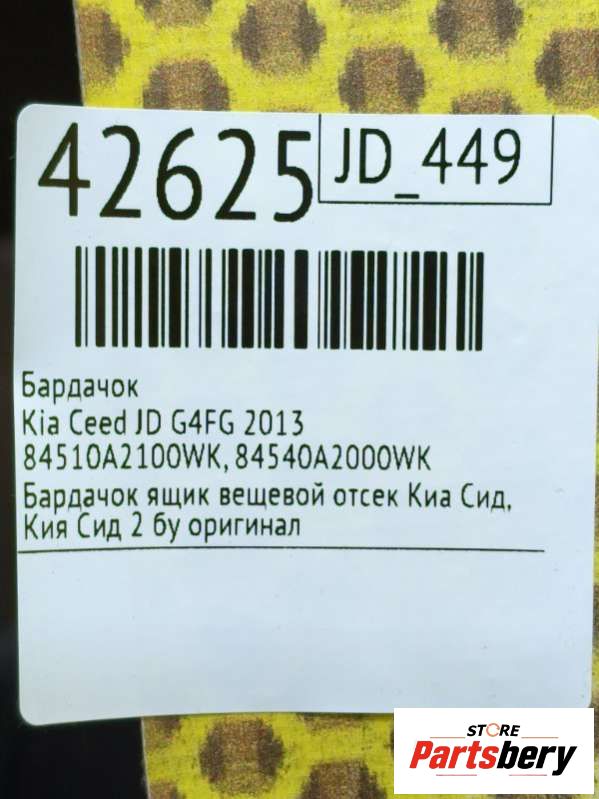 42625
JD_449
Бардачок
Kia Ceed JD G4FG 2013
84510A2100WK, 84540A2000WK
Бардачок ящик вещевой отсек Киа Сид,
Кия Сид 2 бу оригинал
STORE
Partsbery